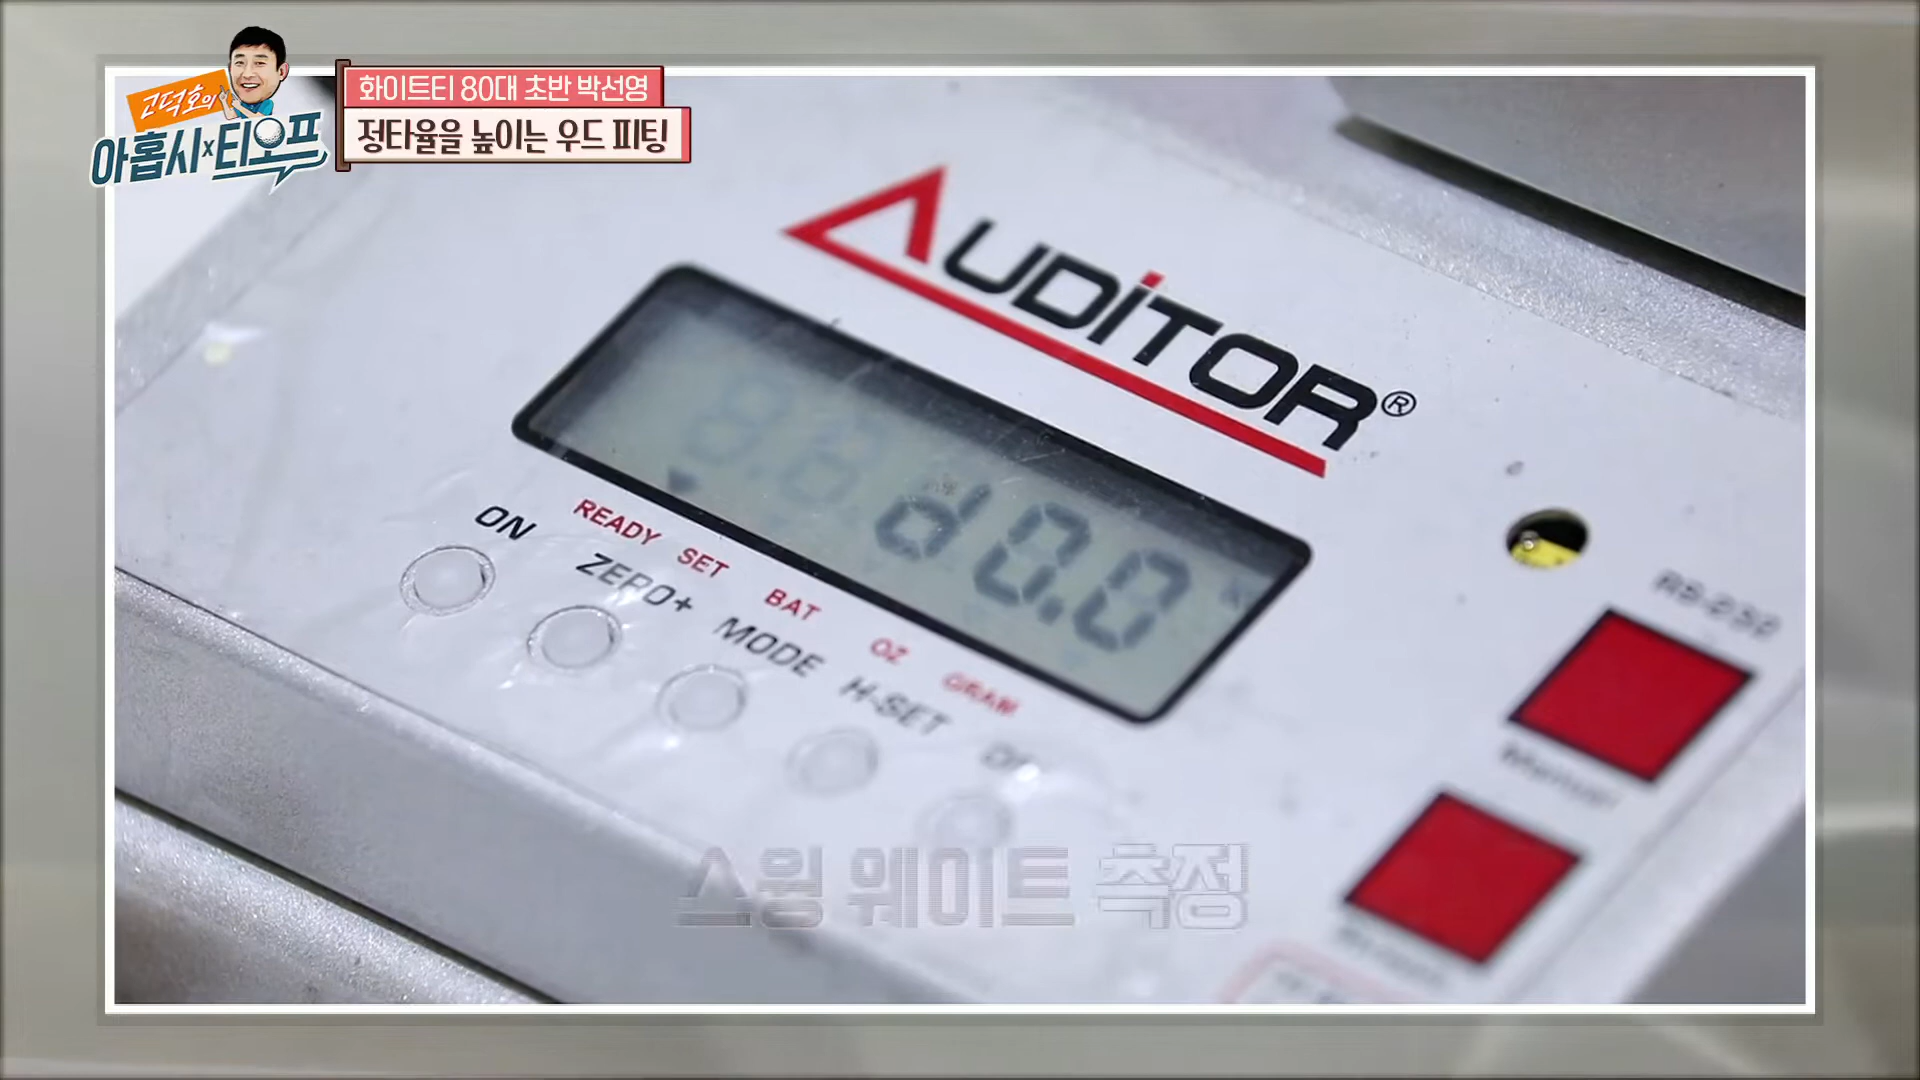 고덕호의
아홉시x티오프
화이트티 80대 초반 박선영
정타율을 높이는 우드 피팅
AUDiTOR®
d0.0
READY SET BAT OZ GRAM
ON ZERO+ MODE H-SET
스윙 웨이트 측정